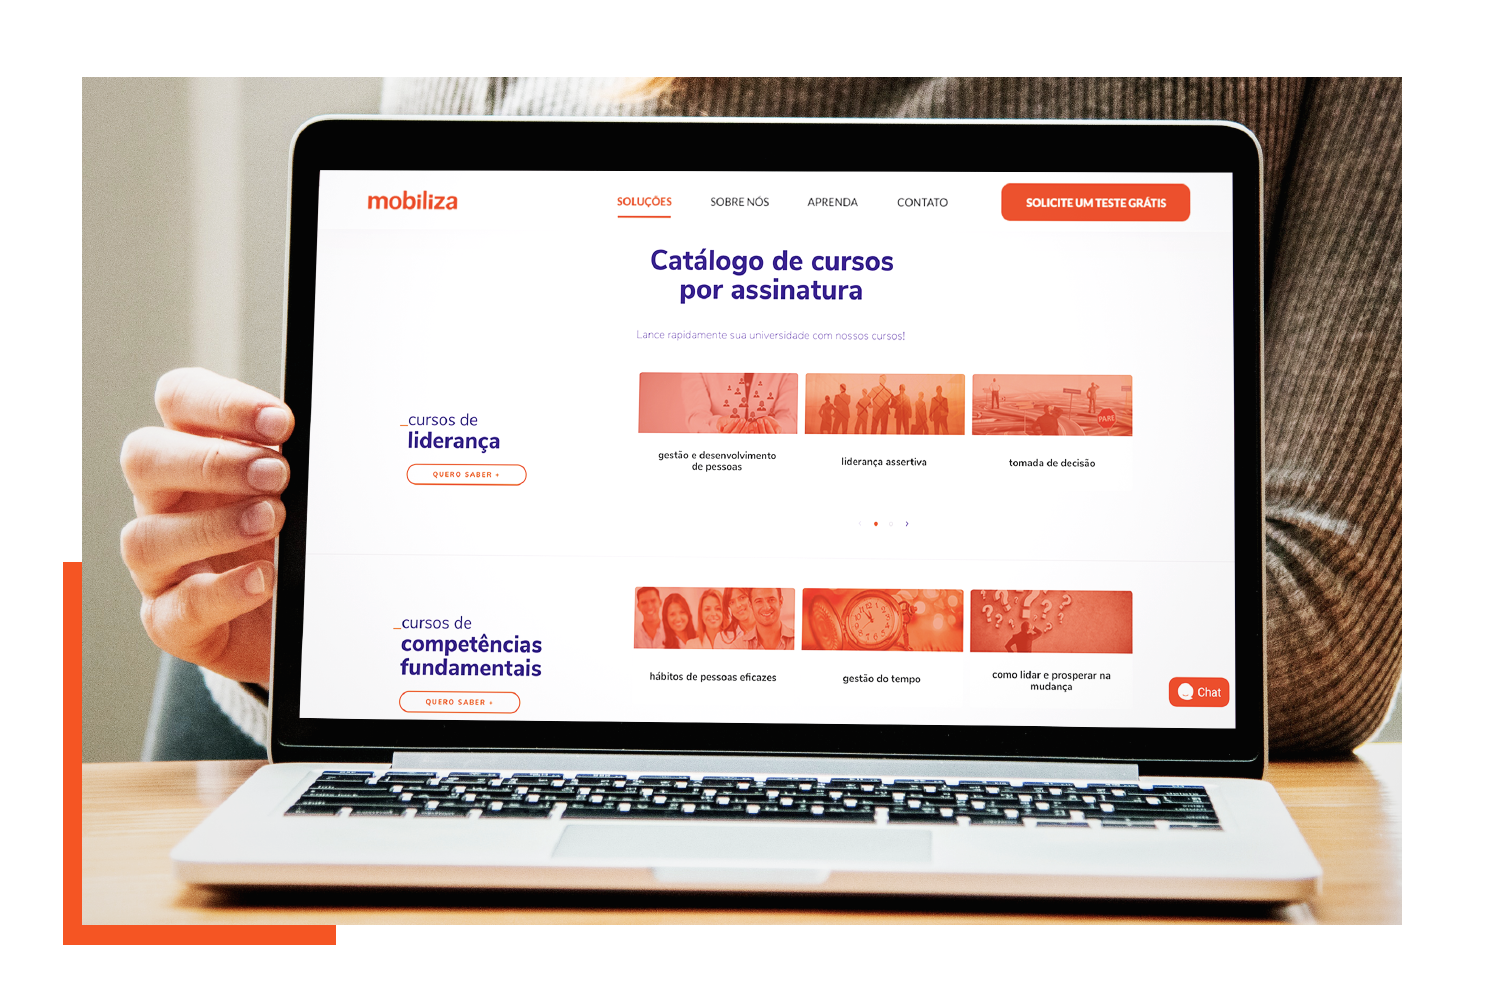 mobiliza
SOLUÇÕES
SOBRE NÓS
APRENDA
CONTATO
SOLICITE UM TESTE GRÁTIS
Catálogo de cursos
por assinatura
Lance rapidamente sua universidade com nossos cursos!
_cursos de
liderança
QUERO SABER +
gestão e desenvolvimento
de pessoas
liderança assertiva
PARE
tomada de decisão
_cursos de
competências
fundamentais
QUERO SABER +
hábitos de pessoas eficazes
gestão do tempo
como lidar e prosperar na
mudança
Chat